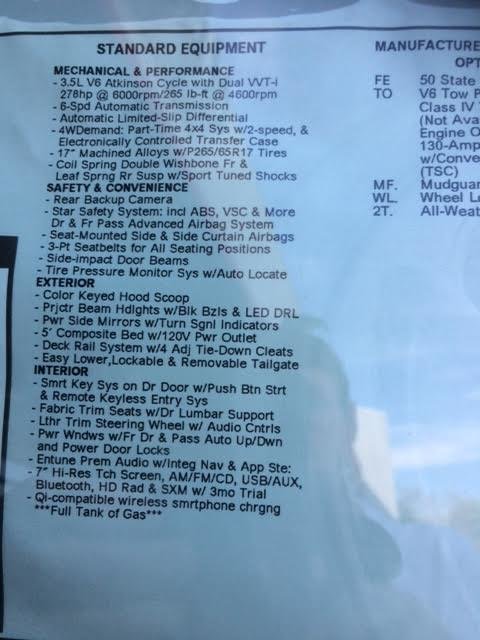 STANDARD EQUIPMENT
MECHANICAL & PERFORMANCE
- 3.5L V6 Atkinson Cycle with Dual VVT-i
278hp @ 6000rpm/265 lb-ft @ 4600rpm
- 6-Spd Automatic Transmission
- Automatic Limited-Slip Differential
- 4WDemand: Part-Time 4x4 Sys w/2-speed, &
Electronically Controlled Transfer Case
- 17" Machined Alloys w/P265/65R17 Tires
- Coil Spring Double Wishbone Fr &
Leaf Sprng Rr Susp w/Sport Tuned Shocks
SAFETY & CONVENIENCE
- Rear Backup Camera
- Star Safety System: incl ABS, VSC & More
Dr & Fr Pass Advanced Airbag System
- Seat-Mounted Side & Side Curtain Airbags
- 3-Pt Seatbelts for All Seating Positions
- Side-impact Door Beams
- Tire Pressure Monitor Sys w/Auto Locate
EXTERIOR
- Color Keyed Hood Scoop
- Prjctr Beam Hdlghts w/Blk Bzls & LED DRL
- Pwr Side Mirrors w/Turn Sgnl Indicators
- 5' Composite Bed w/120V Pwr Outlet
- Deck Rail System w/4 Adj Tie-Down Cleats
- Easy Lower,Lockable & Removable Tailgate
INTERIOR
- Smrt Key Sys on Dr Door w/Push Btn Strt
& Remote Keyless Entry Sys
- Fabric Trim Seats w/Dr Lumbar Support
- Lthr Trim Steering Wheel w/ Audio Cntrls
- Pwr Wndws w/Fr Dr & Pass Auto Up/Dwn
and Power Door Locks
- Entune Prem Audio w/Integ Nav & App Ste:
- 7" Hi-Res Tch Screen, AM/FM/CD, USB/AUX,
Bluetooth, HD Rad & SXM w/ 3mo Trial
- Qi-compatible wireless smrtphone chrgng
***Full Tank of Gas***
MANUFACTURE
OPT
FE 50 State
TO V6 Tow P
Class IV
(Not Ava
Engine O
130-Amp
w/Conve
(TSC)
MF. Mudguar
WL. Wheel L
2T. All-Weat